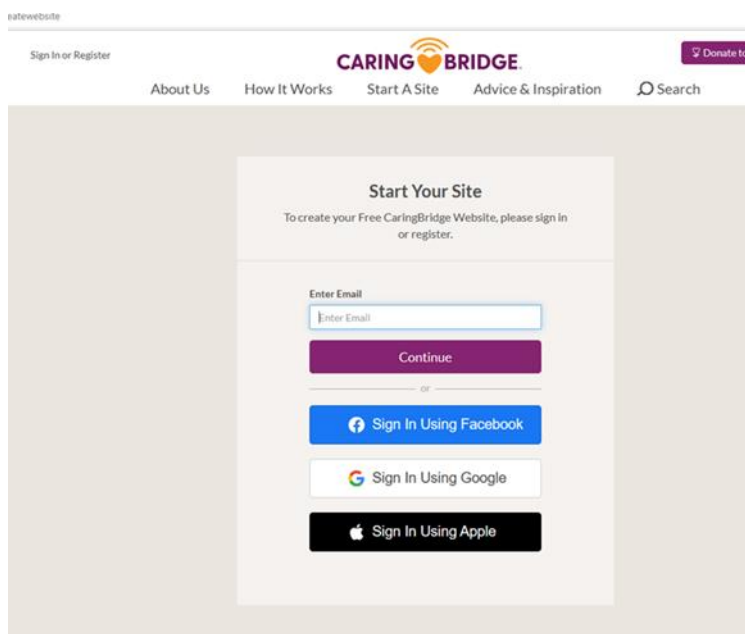 eatewebsite
Sign In or Register
CARING BRIDGE
Donate to
About Us How It Works Start A Site Advice & Inspiration Search
Start Your Site
To create your Free CaringBridge Website, please sign in
or register.
Enter Email
Enter Email
Continue
or
Sign In Using Facebook
Sign In Using Google
Sign In Using Apple